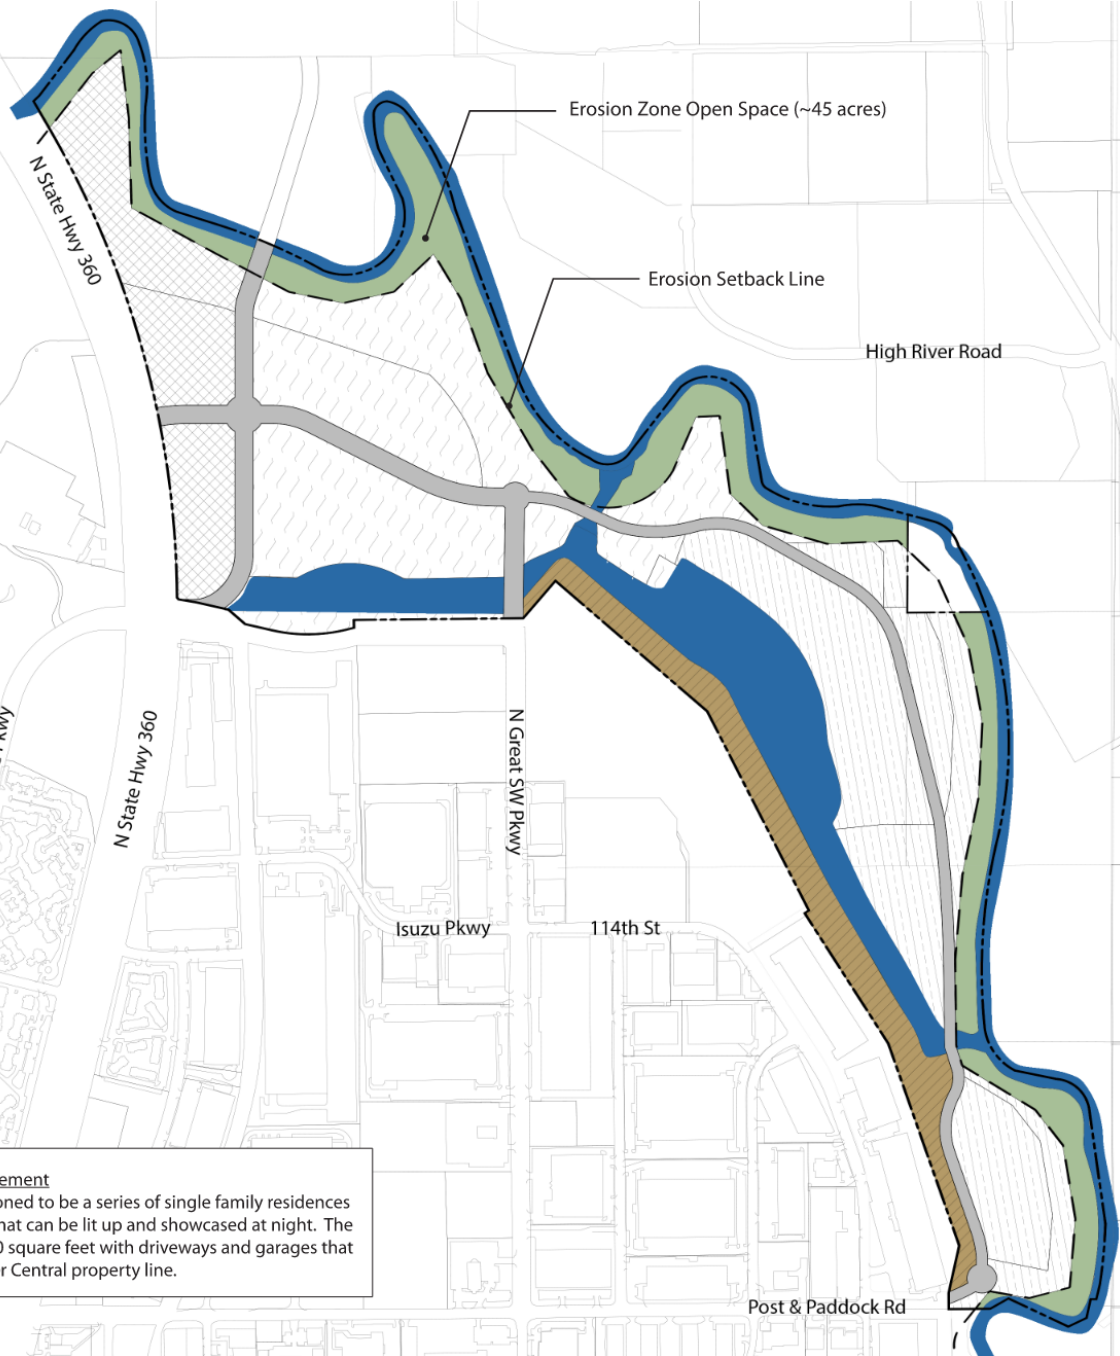 Erosion Zone Open Space (~45 acres)
N State Hwy 360
Erosion Setback Line
High River Road
N State Hwy 360
N Great SW Pkwy
Isuzu Pkwy
114th St
ement
oned to be a series of single family residences
hat can be lit up and showcased at night. The
0 square feet with driveways and garages that
r Central property line.
Post & Paddock Rd